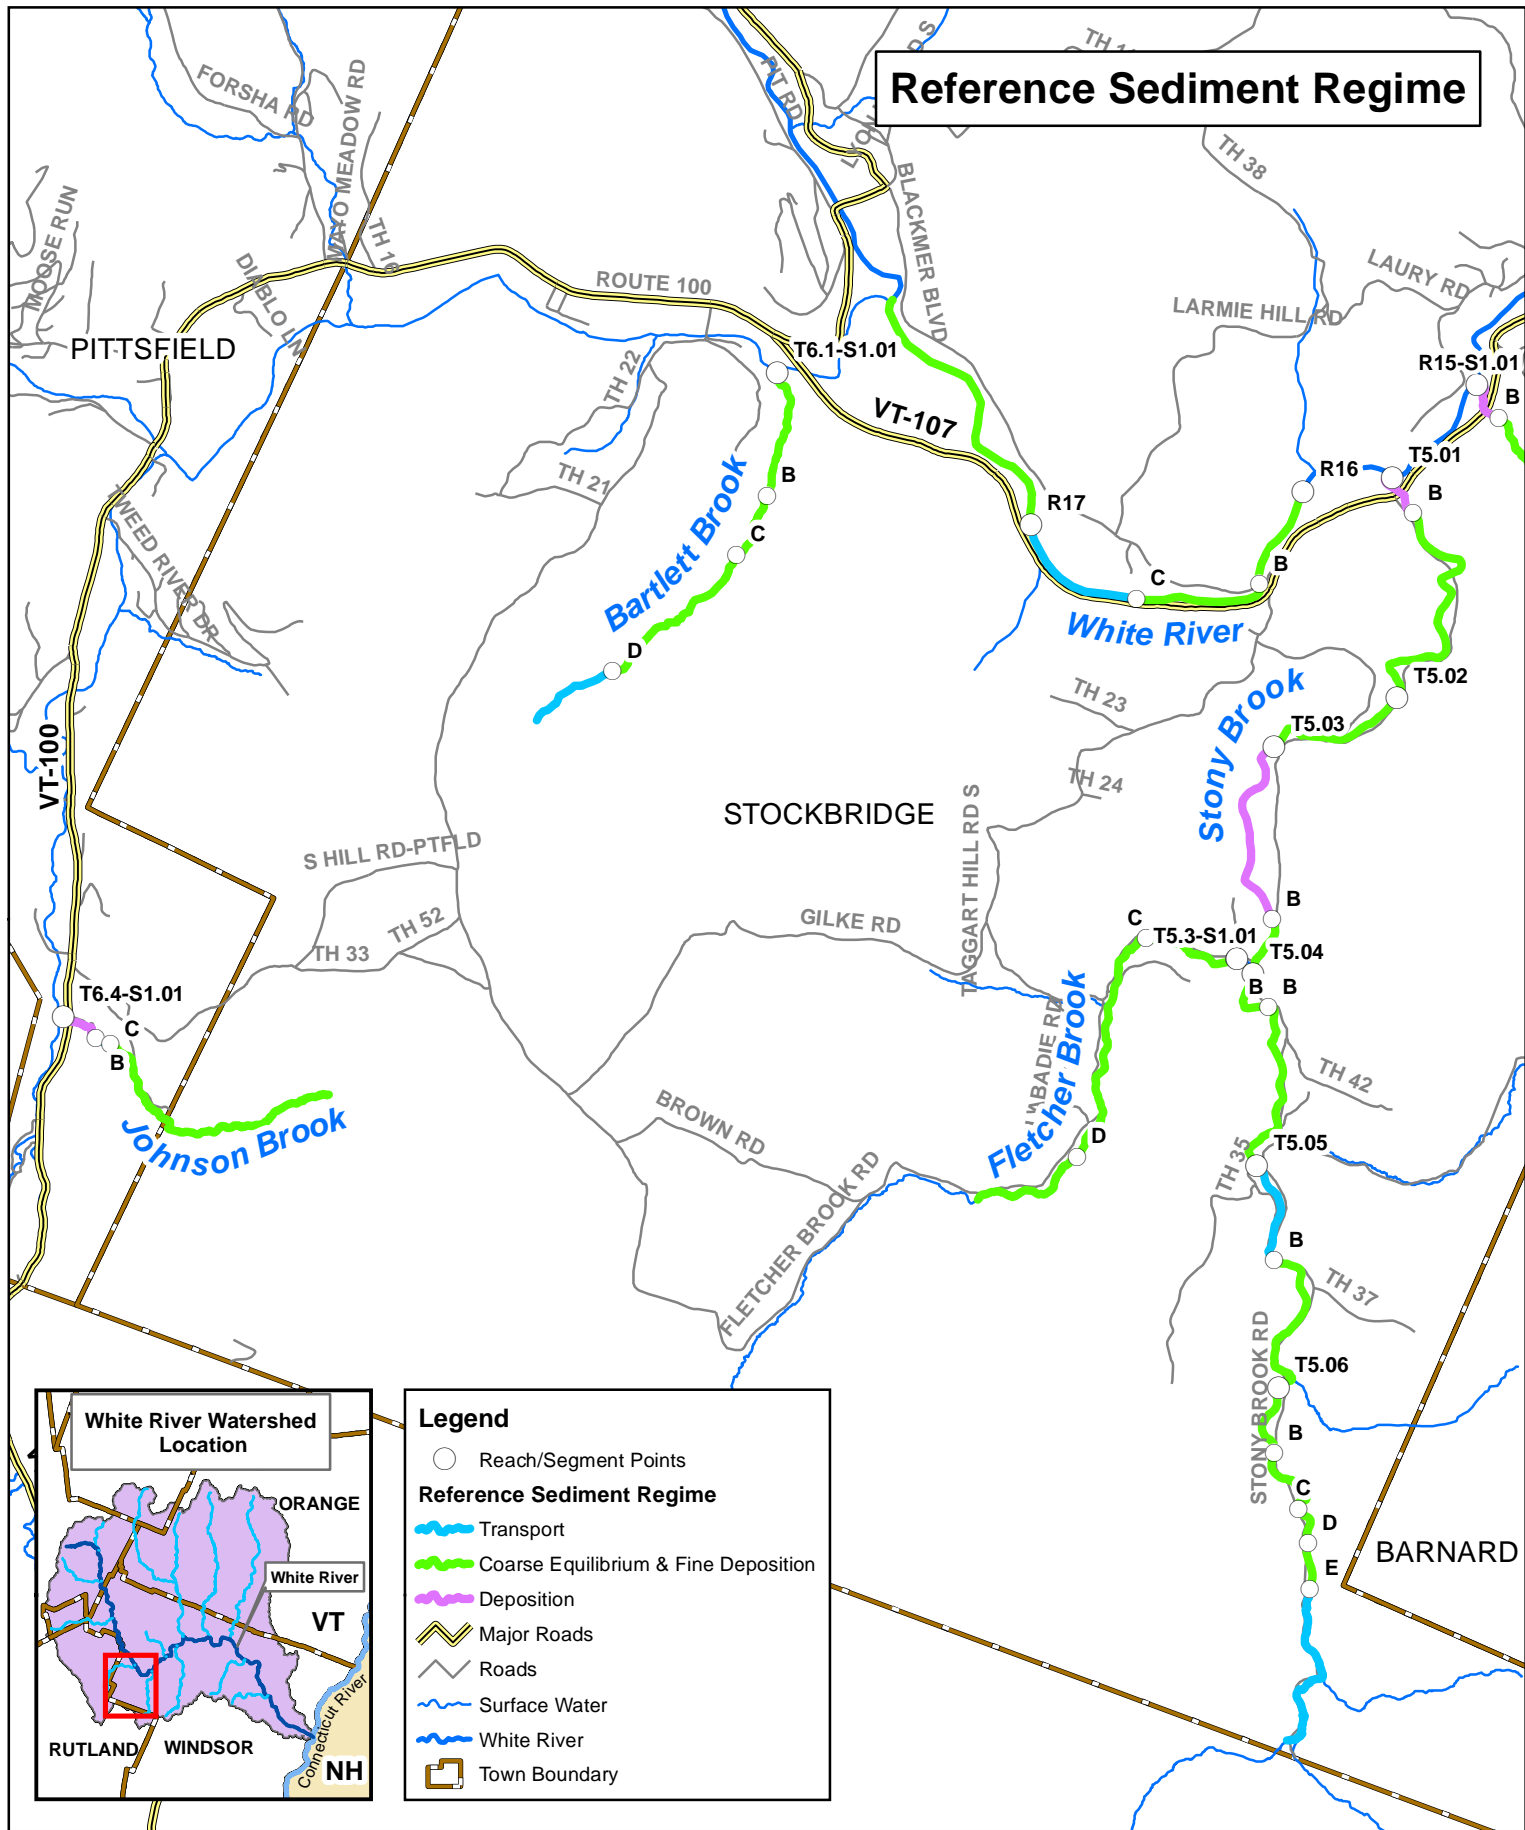 Reference Sediment Regime
FORSHA RD
MAYO MEADOW RD
TH 16
PIT RD
BLACKMER BLVD
TH 38
MOOSE RUN
DIABLO LN
ROUTE 100
LAURY RD
LARMIE HILL RD
PITTSFIELD
T6.1-S1.01
TH 22
R15-S1.01
B
VT-107
TH 21
B
Bartlett Brook
C
R17
R16
T5.01
B
TWEED RIVER DR
C
B
White River
D
T5.02
TH 23
T5.03
Stony Brook
VT-100
TH 24
STOCKBRIDGE
TAGGART HILL RD S
S HILL RD-PTFLD
TH 52
TH 33
GILKE RD
B
C
T5.3-S1.01
T5.04
B
B
T6.4-S1.01
C
B
Fletcher Brook
TH 42
Johnson Brook
BROWN RD
D
TH 35
T5.05
FLETCHER BROOK RD
B
TH 37
STONY BROOK RD
T5.06
B
C
D
E
BARNARD
White River Watershed
Location
ORANGE
White River
VT
RUTLAND
WINDSOR
Connecticut River
NH
Legend
Reach/Segment Points
Reference Sediment Regime
Transport
Coarse Equilibrium & Fine Deposition
Deposition
Major Roads
Roads
Surface Water
White River
Town Boundary